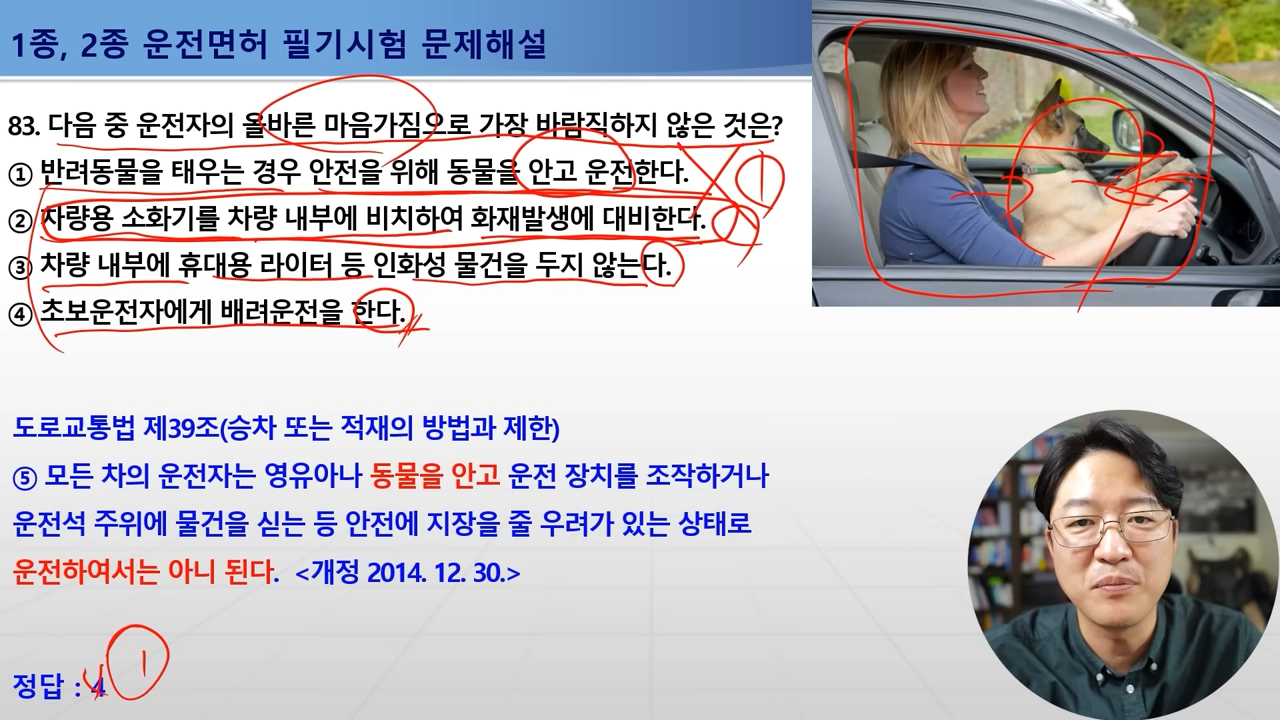 1종, 2종 운전면허 필기시험 문제해설
83. 다음 중 운전자의 올바른 마음가짐으로 가장 바람직하지 않은 것은?
① 반려동물을 태우는 경우 안전을 위해 동물을 안고 운전한다.
② 차량용 소화기를 차량 내부에 비치하여 화재발생에 대비한다.
③ 차량 내부에 휴대용 라이터 등 인화성 물건을 두지 않는다.
④ 초보운전자에게 배려운전을 한다.
도로교통법 제39조(승차 또는 적재의 방법과 제한)
⑤ 모든 차의 운전자는 영유아나 동물을 안고 운전 장치를 조작하거나
운전석 주위에 물건을 싣는 등 안전에 지장을 줄 우려가 있는 상태로
운전하여서는 아니 된다. <개정 2014. 12. 30.>
정답 : 4 1